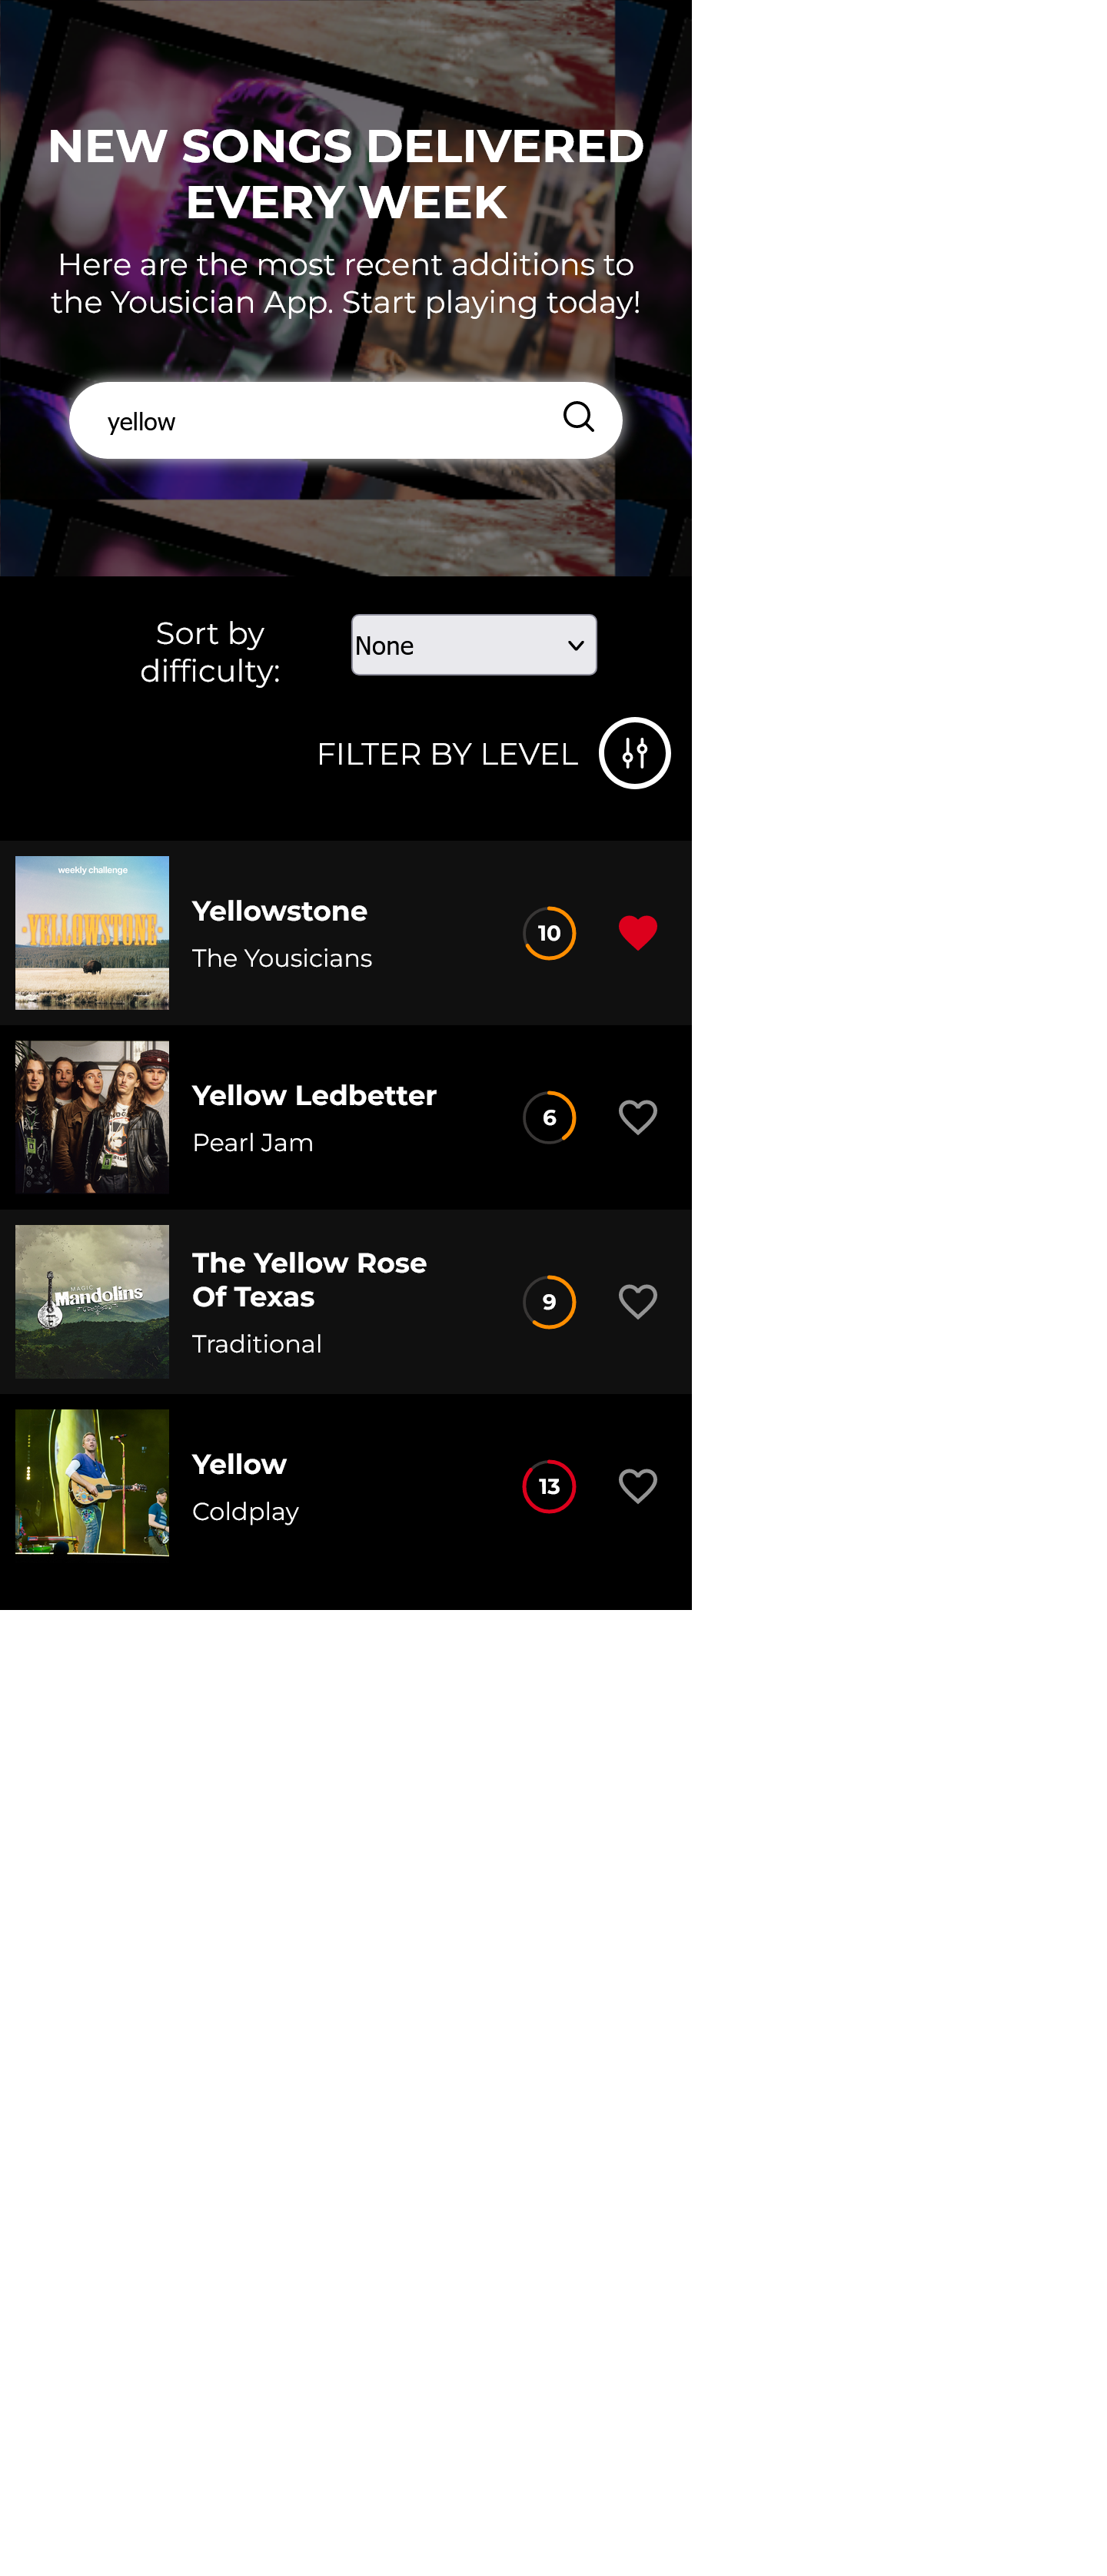 NEW SONGS DELIVERED
EVERY WEEK
Here are the most recent additions to
the Yousician App. Start playing today!
yellow
Sort by
difficulty:
None
FILTER BY LEVEL
weekly challenge
·YELLOWSTONE·
Yellowstone
The Yousicians
10
Yellow Ledbetter
Pearl Jam
6
MAGIC
Mandolins
The Yellow Rose
Of Texas
Traditional
9
Yellow
Coldplay
13